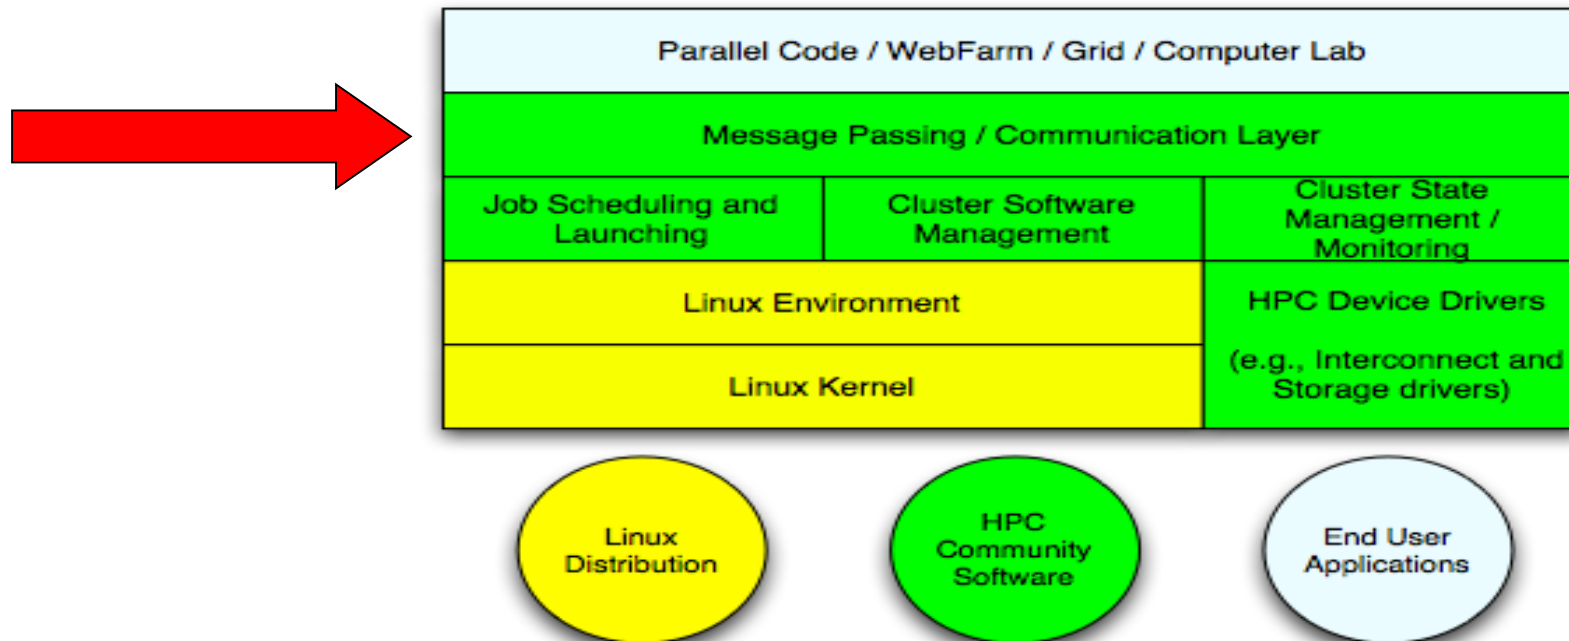 Parallel Code / WebFarm / Grid / Computer Lab
Message Passing / Communication Layer
Job Scheduling and
Launching
Cluster Software
Management
Cluster State
Management /
Monitoring
Linux Environment
Linux Kernel
HPC Device Drivers
(e.g., Interconnect and
Storage drivers)
Linux
Distribution
HPC
Community
Software
End User
Applications